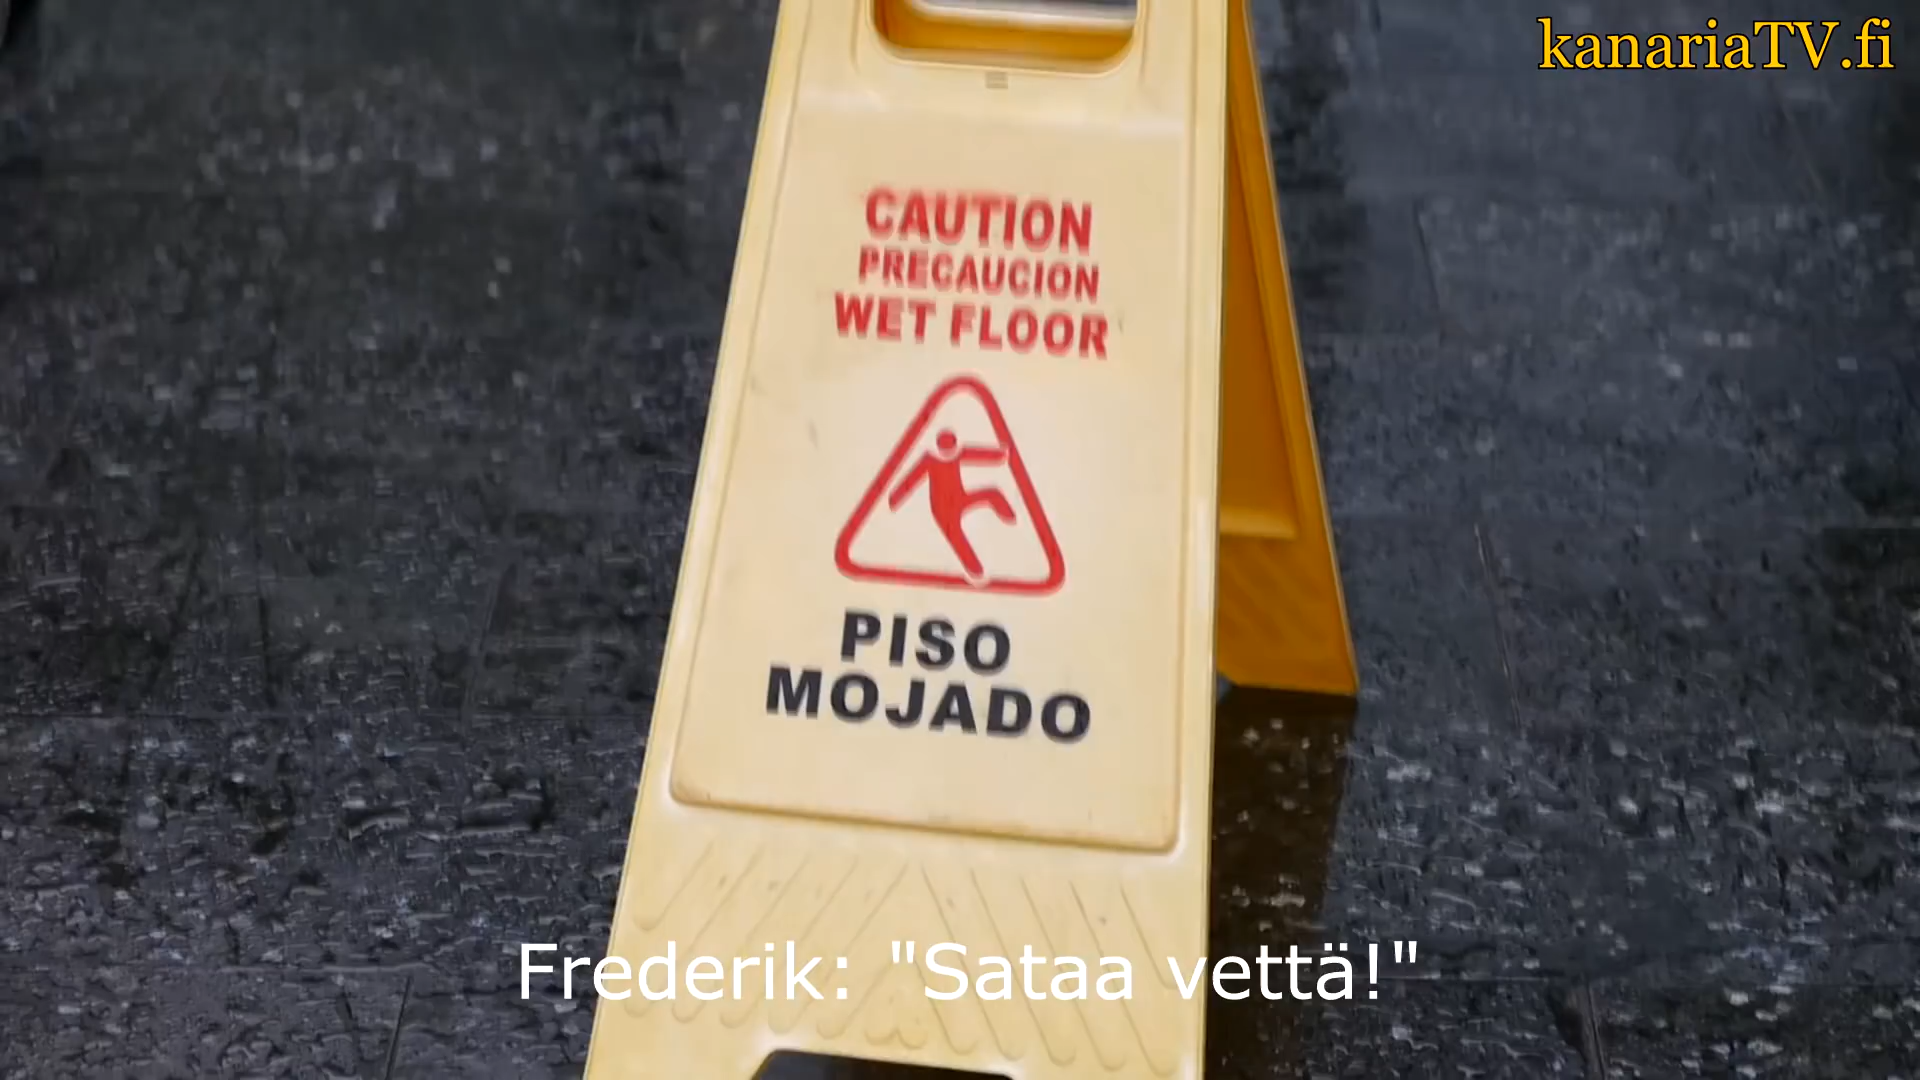 kanariaTV.fi
CAUTION
PRECAUCION
WET FLOOR
PISO
MOJADO
Frederik: "Sataa vettä!"